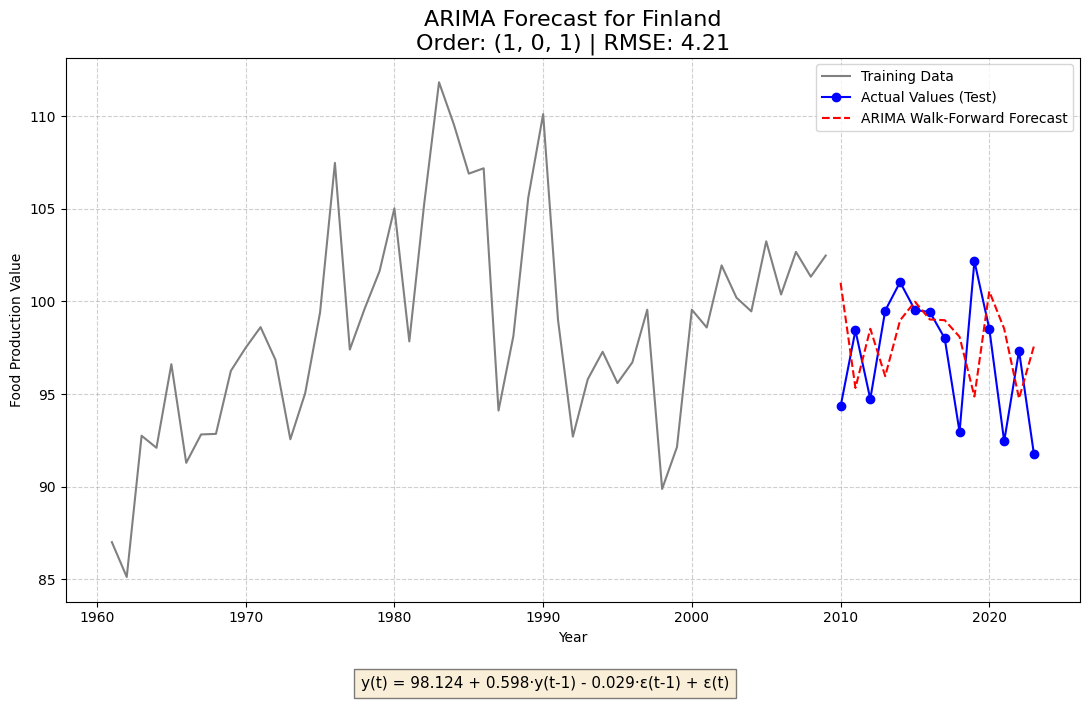 ARIMA Forecast for Finland
Order: (1, 0, 1) | RMSE: 4.21
Training Data
Actual Values (Test)
ARIMA Walk-Forward Forecast
Food Production Value
110
105
100
95
90
85
1960
1970
1980
1990
2000
2010
2020
Year
y(t) = 98.124 + 0.598·y(t-1) - 0.029·ε(t-1) + ε(t)